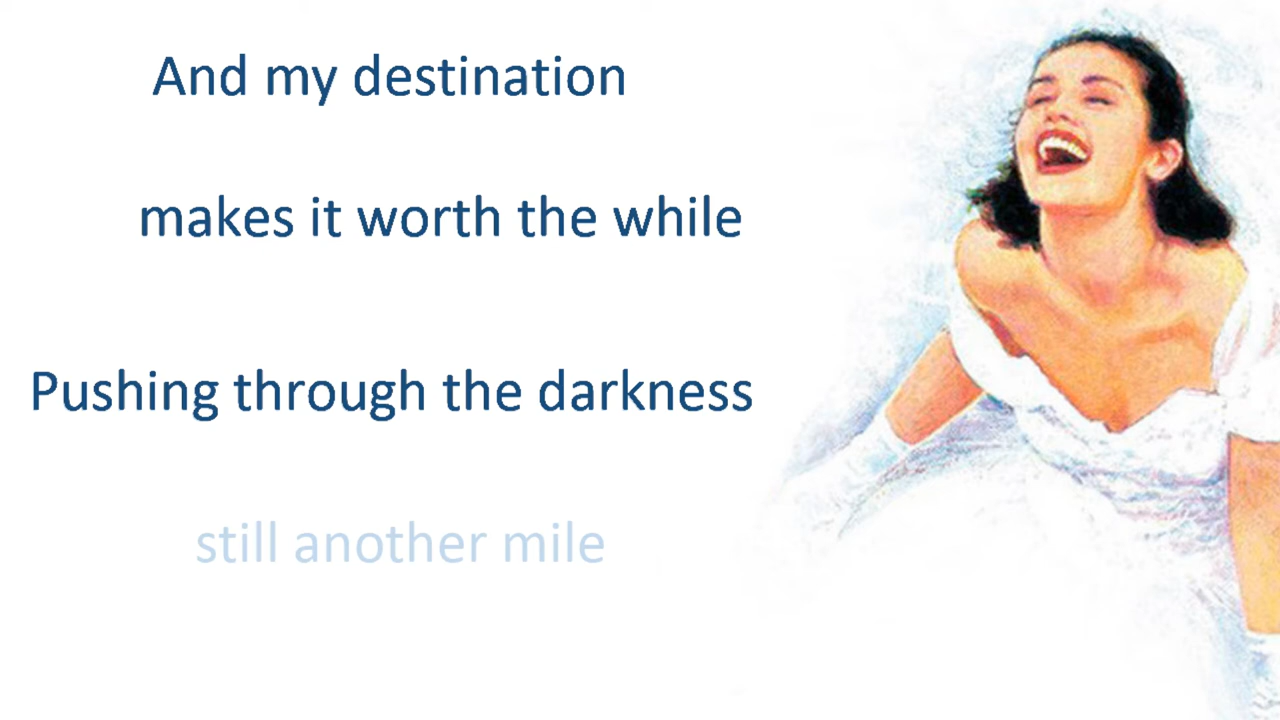 And my destination
makes it worth the while
Pushing through the darkness
still another mile